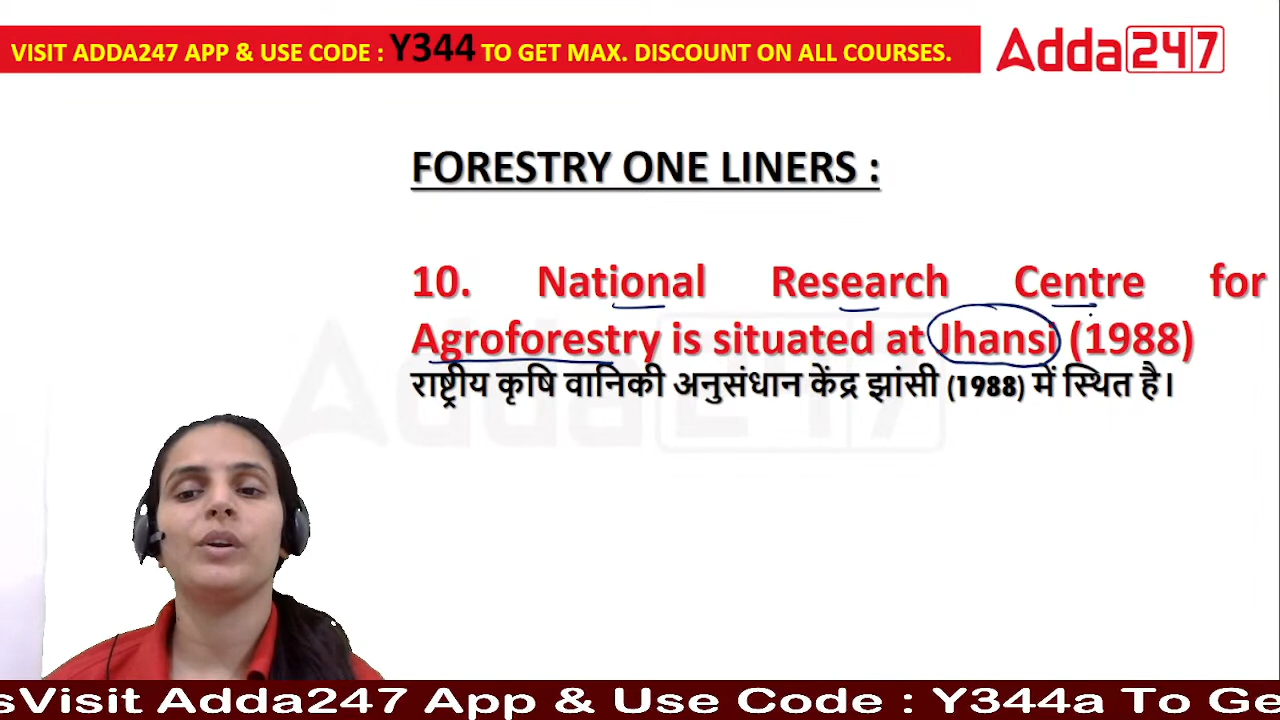 VISIT ADDA247 APP & USE CODE : Y344 TO GET MAX. DISCOUNT ON ALL COURSES.
Adda247
FORESTRY ONE LINERS :
10. National Research Centre for
Agroforestry is situated at Jhansi (1988)
राष्ट्रीय कृषि वानिकी अनुसंधान केंद्र झांसी (1988) में स्थित है।
Adda247
sVisit Adda247 App & Use Code : Y344a To Ge